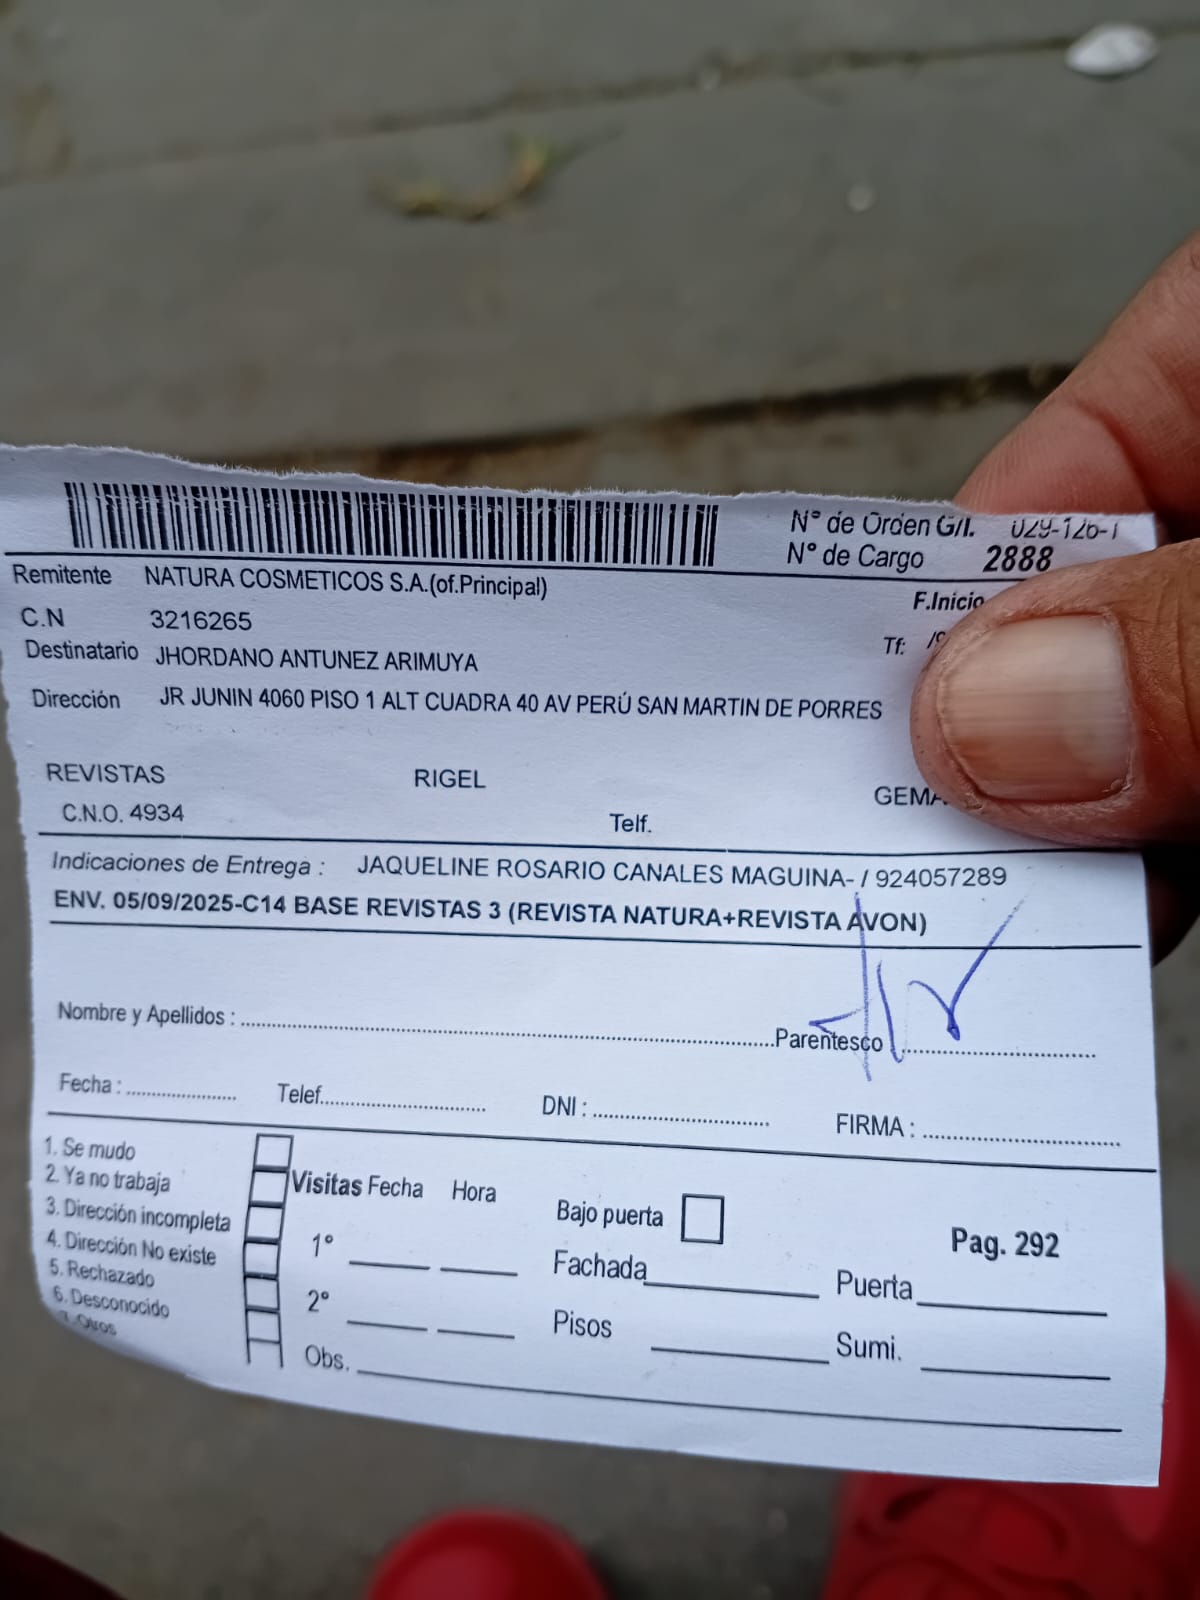 N° de Orden G/I. 029-126-1
N° de Cargo 2888
Remitente NATURA COSMETICOS S.A.(of.Principal)
F.Inicio
C.N 3216265
Tf:
Destinatario JHORDANO ANTUNEZ ARIMUYA
Dirección JR JUNIN 4060 PISO 1 ALT CUADRA 40 AV PERÚ SAN MARTIN DE PORRES
REVISTAS RIGEL
C.N.O. 4934 Telf.
Indicaciones de Entrega : JAQUELINE ROSARIO CANALES MAGUINA- / 924057289
ENV. 05/09/2025-C14 BASE REVISTAS 3 (REVISTA NATURA+REVISTA AVON)
Nombre y Apellidos : Parentesco
Fecha : Telef. DNI : FIRMA :
1. Se mudo
2. Ya no trabaja
3. Dirección incompleta
4. Dirección No existe
5. Rechazado
6. Desconocido
7. Otros
Visitas Fecha Hora
1°
2°
Obs.
Bajo puerta
Fachada
Pisos
Pag. 292
Puerta
Sumi.